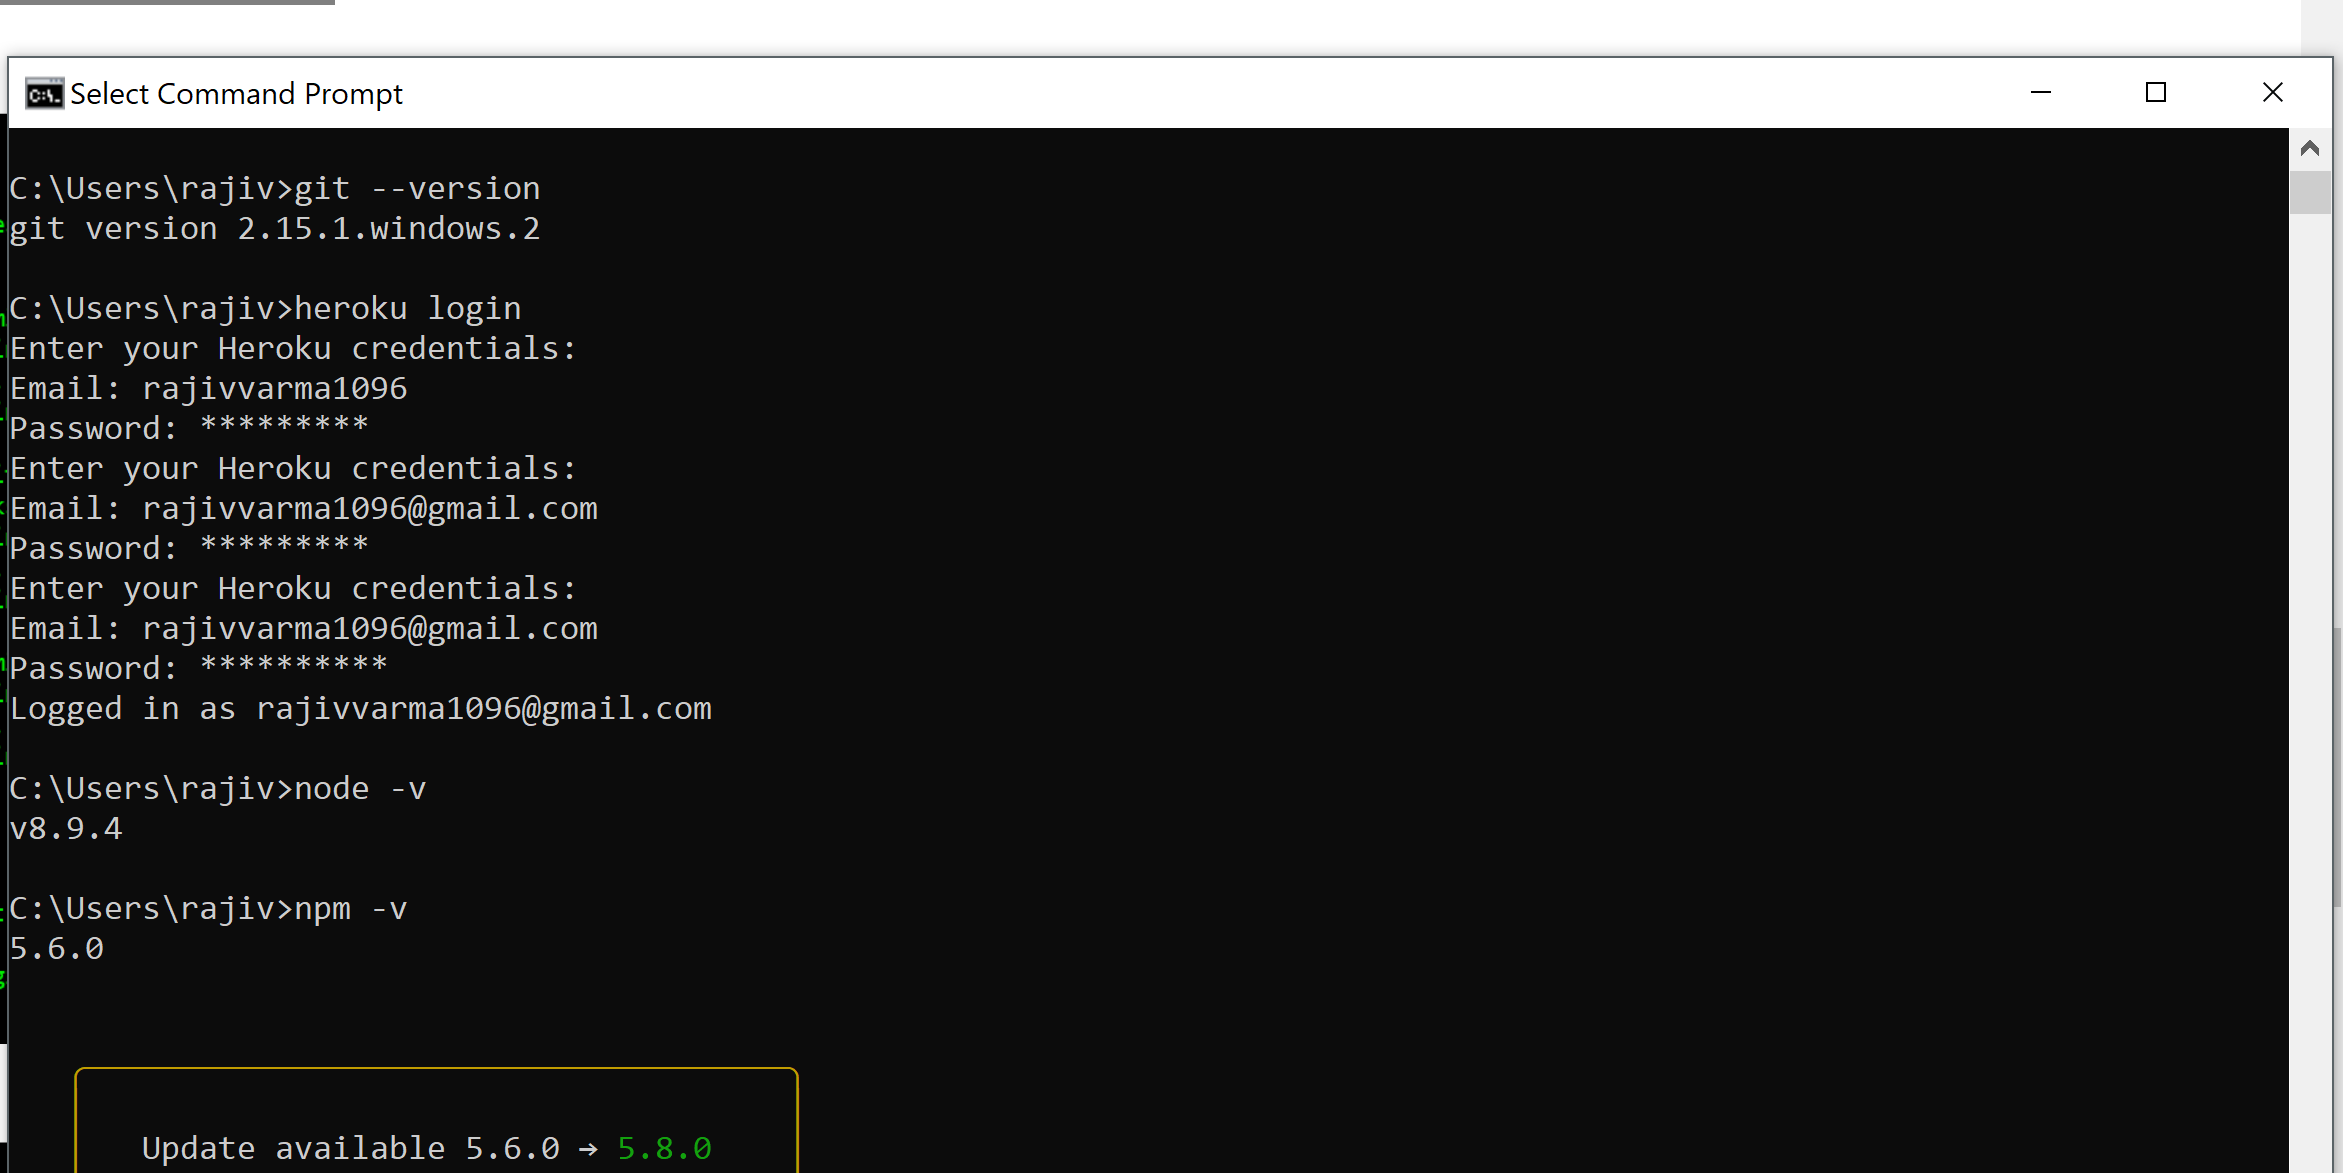 Select Command Prompt
C:\Users\rajiv>git --version
git version 2.15.1.windows.2
C:\Users\rajiv>heroku login
Enter your Heroku credentials:
Email: rajivvarma1096
Password: *********
Enter your Heroku credentials:
Email: rajivvarma1096@gmail.com
Password: *********
Enter your Heroku credentials:
Email: rajivvarma1096@gmail.com
Password: **********
Logged in as rajivvarma1096@gmail.com
C:\Users\rajiv>node -v
v8.9.4
C:\Users\rajiv>npm -v
5.6.0
Update available 5.6.0 → 5.8.0